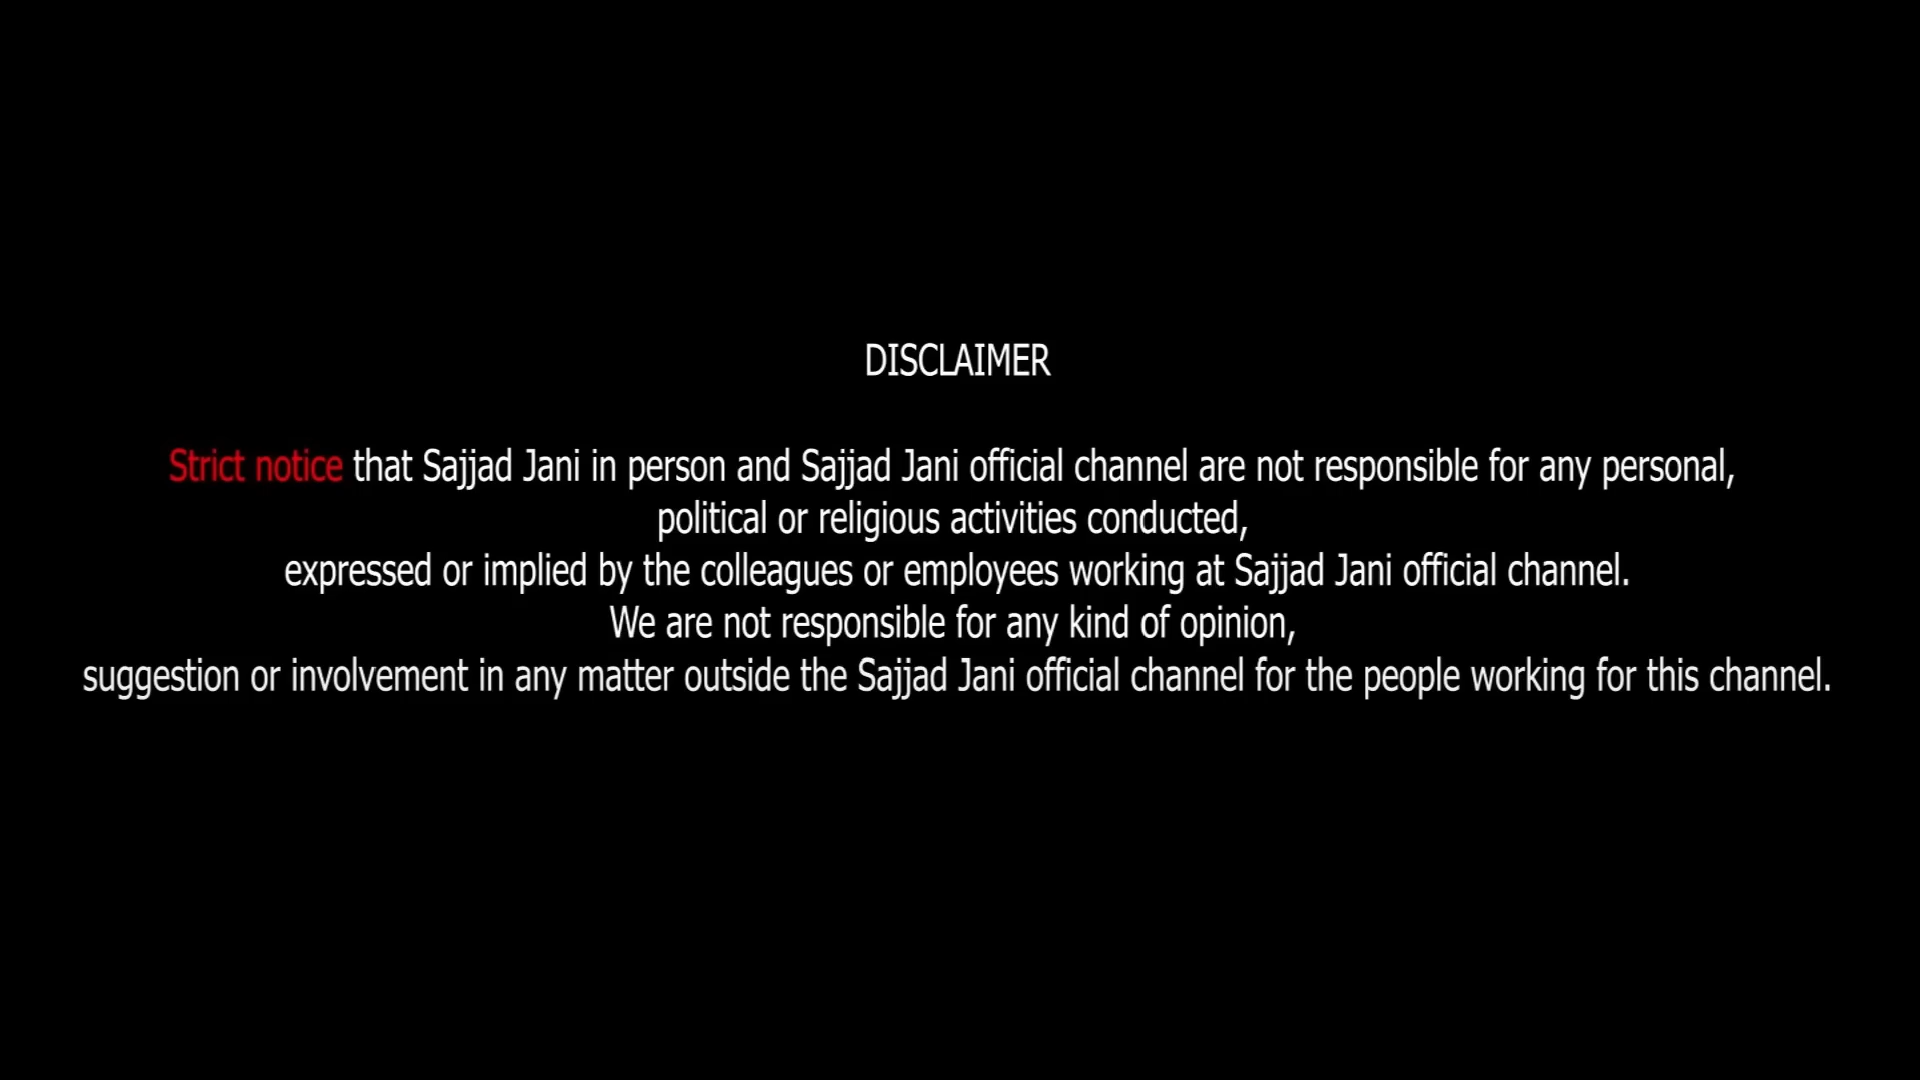 DISCLAIMER
Strict notice that Sajjad Jani in person and Sajjad Jani official channel are not responsible for any personal,
political or religious activities conducted,
expressed or implied by the colleagues or employees working at Sajjad Jani official channel.
We are not responsible for any kind of opinion,
suggestion or involvement in any matter outside the Sajjad Jani official channel for the people working for this channel.